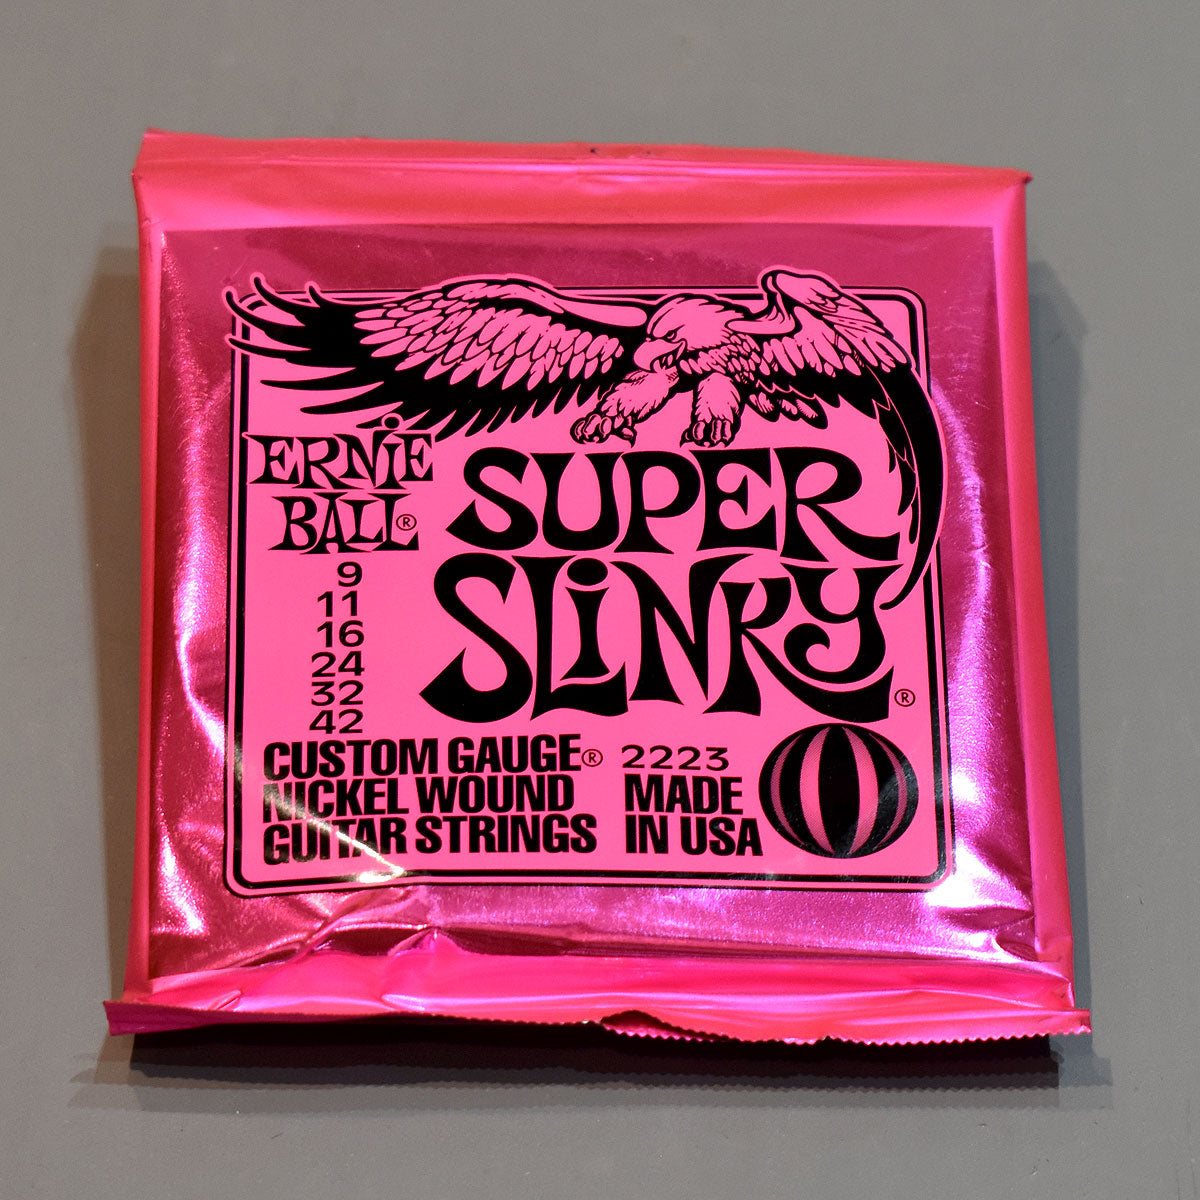 ERNiE
BALL®
SUPER
SLiNKY®
9
11
16
24
32
42
CUSTOM GAUGE®
NICKEL WOUND
GUITAR STRINGS
2223
MADE
IN USA